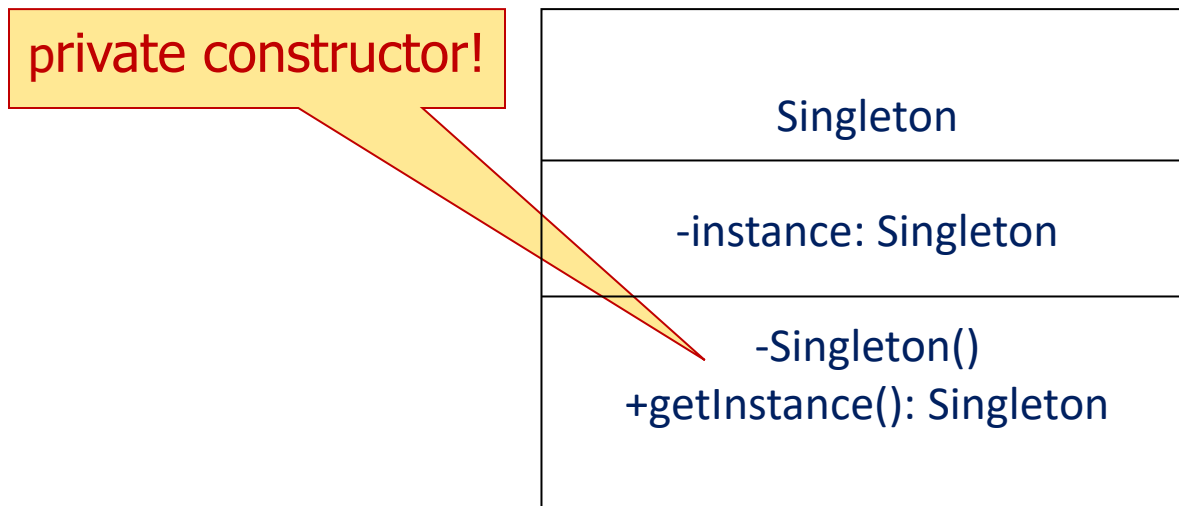 private constructor!
Singleton
-instance: Singleton
-Singleton()
+getInstance(): Singleton